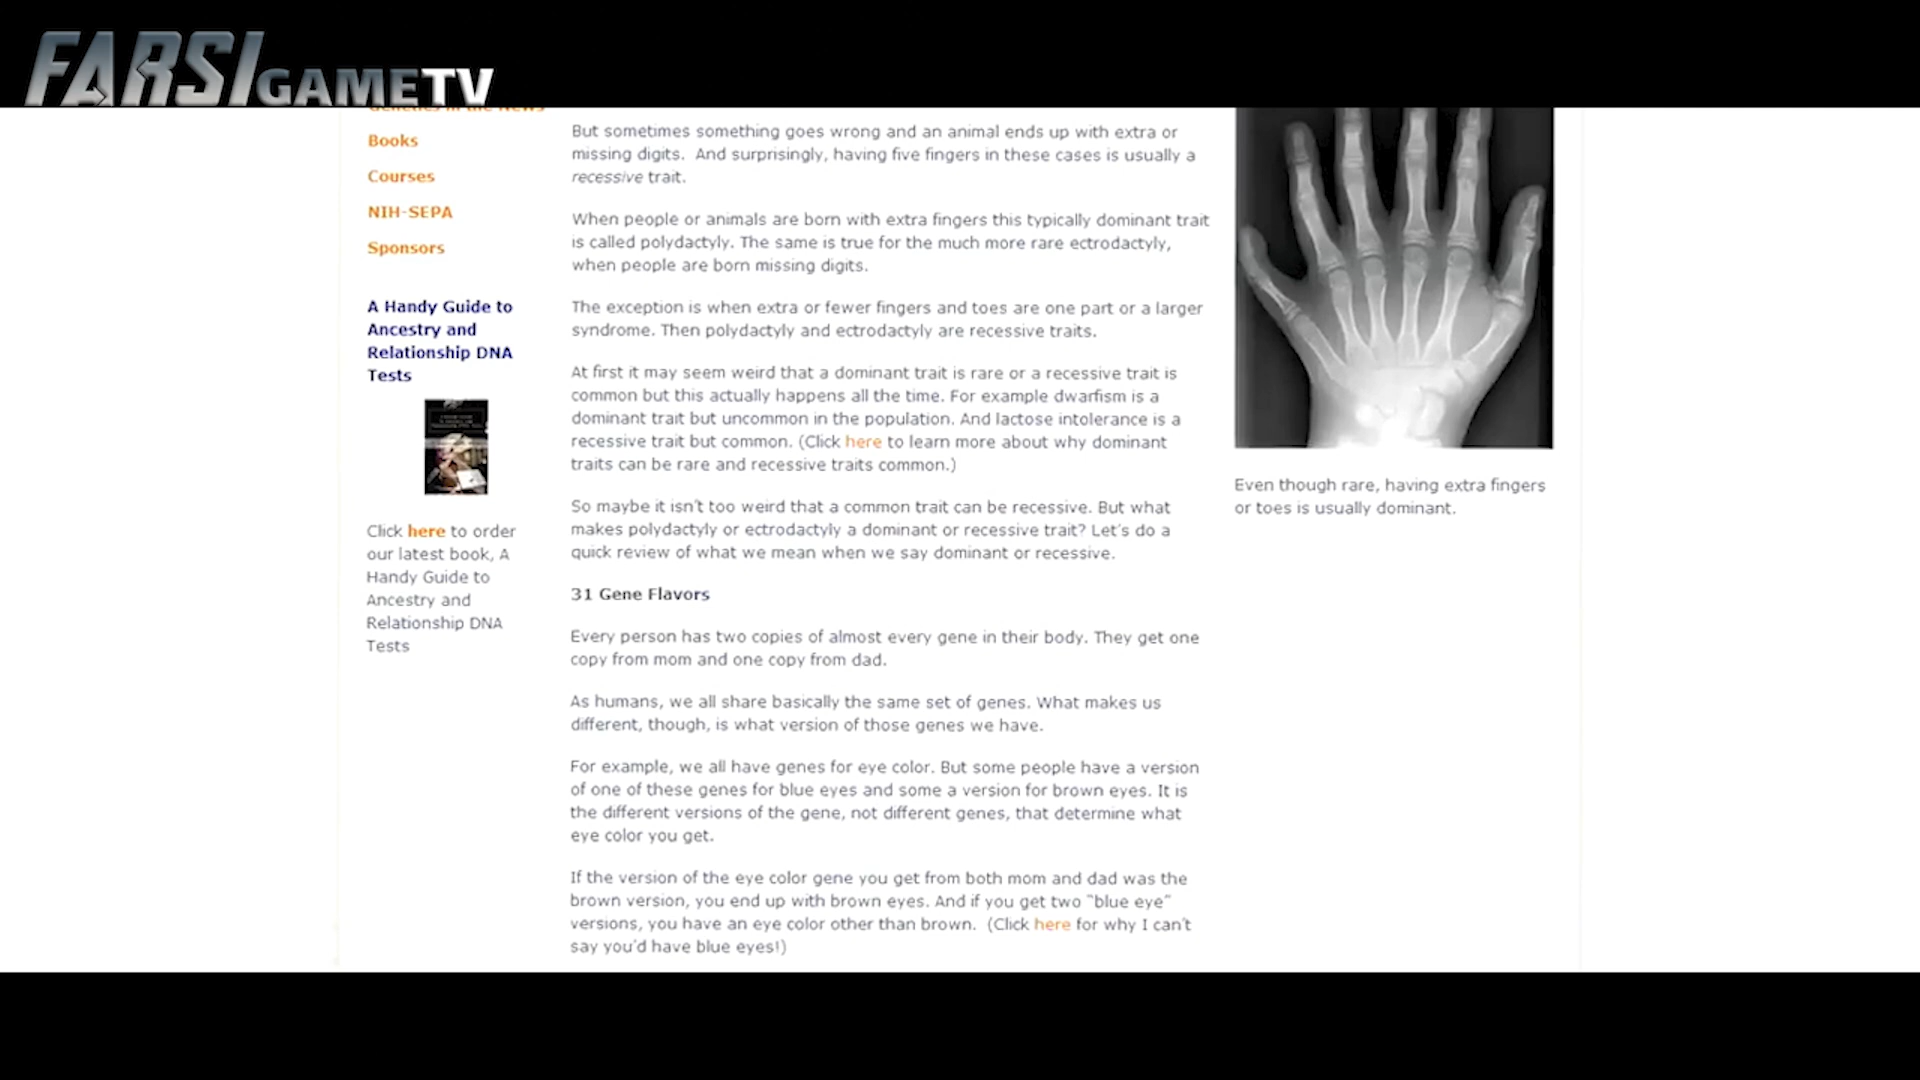 FARSIGAMETV
Genetics in the News
Books
Courses
NIH-SEPA
Sponsors
A Handy Guide to
Ancestry and
Relationship DNA
Tests
Click here to order
our latest book, A
Handy Guide to
Ancestry and
Relationship DNA
Tests
But sometimes something goes wrong and an animal ends up with extra or
missing digits. And surprisingly, having five fingers in these cases is usually a
recessive trait.
When people or animals are born with extra fingers this typically dominant trait
is called polydactyly. The same is true for the much more rare ectrodactyly,
when people are born missing digits.
The exception is when extra or fewer fingers and toes are one part or a larger
syndrome. Then polydactyly and ectrodactyly are recessive traits.
At first it may seem weird that a dominant trait is rare or a recessive trait is
common but this actually happens all the time. For example dwarfism is a
dominant trait but uncommon in the population. And lactose intolerance is a
recessive trait but common. (Click here to learn more about why dominant
traits can be rare and recessive traits common.)
So maybe it isn't too weird that a common trait can be recessive. But what
makes polydactyly or ectrodactyly a dominant or recessive trait? Let's do a
quick review of what we mean when we say dominant or recessive.
31 Gene Flavors
Every person has two copies of almost every gene in their body. They get one
copy from mom and one copy from dad.
As humans, we all share basically the same set of genes. What makes us
different, though, is what version of those genes we have.
For example, we all have genes for eye color. But some people have a version
of one of these genes for blue eyes and some a version for brown eyes. It is
the different versions of the gene, not different genes, that determine what
eye color you get.
If the version of the eye color gene you get from both mom and dad was the
brown version, you end up with brown eyes. And if you get two "blue eye"
versions, you have an eye color other than brown. (Click here for why I can't
say you'd have blue eyes!)
Even though rare, having extra fingers
or toes is usually dominant.